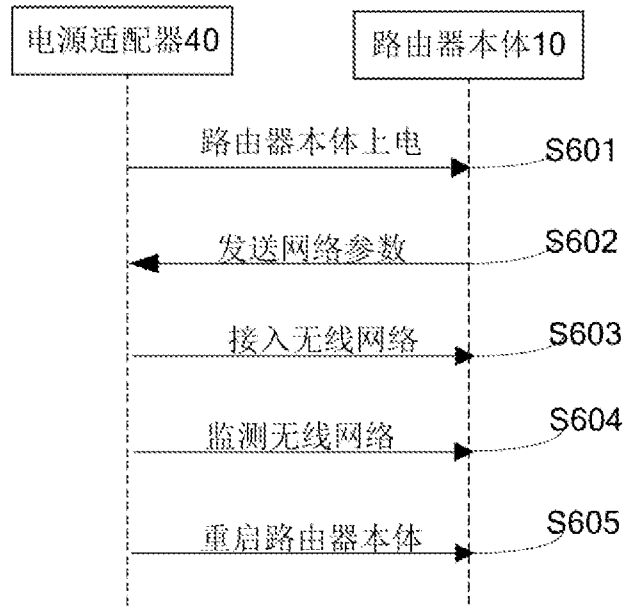 电源适配器40
路由器本体10
路由器本体上电
S601
发送网络参数
S602
接入无线网络
S603
监测无线网络
S604
重启路由器本体
S605